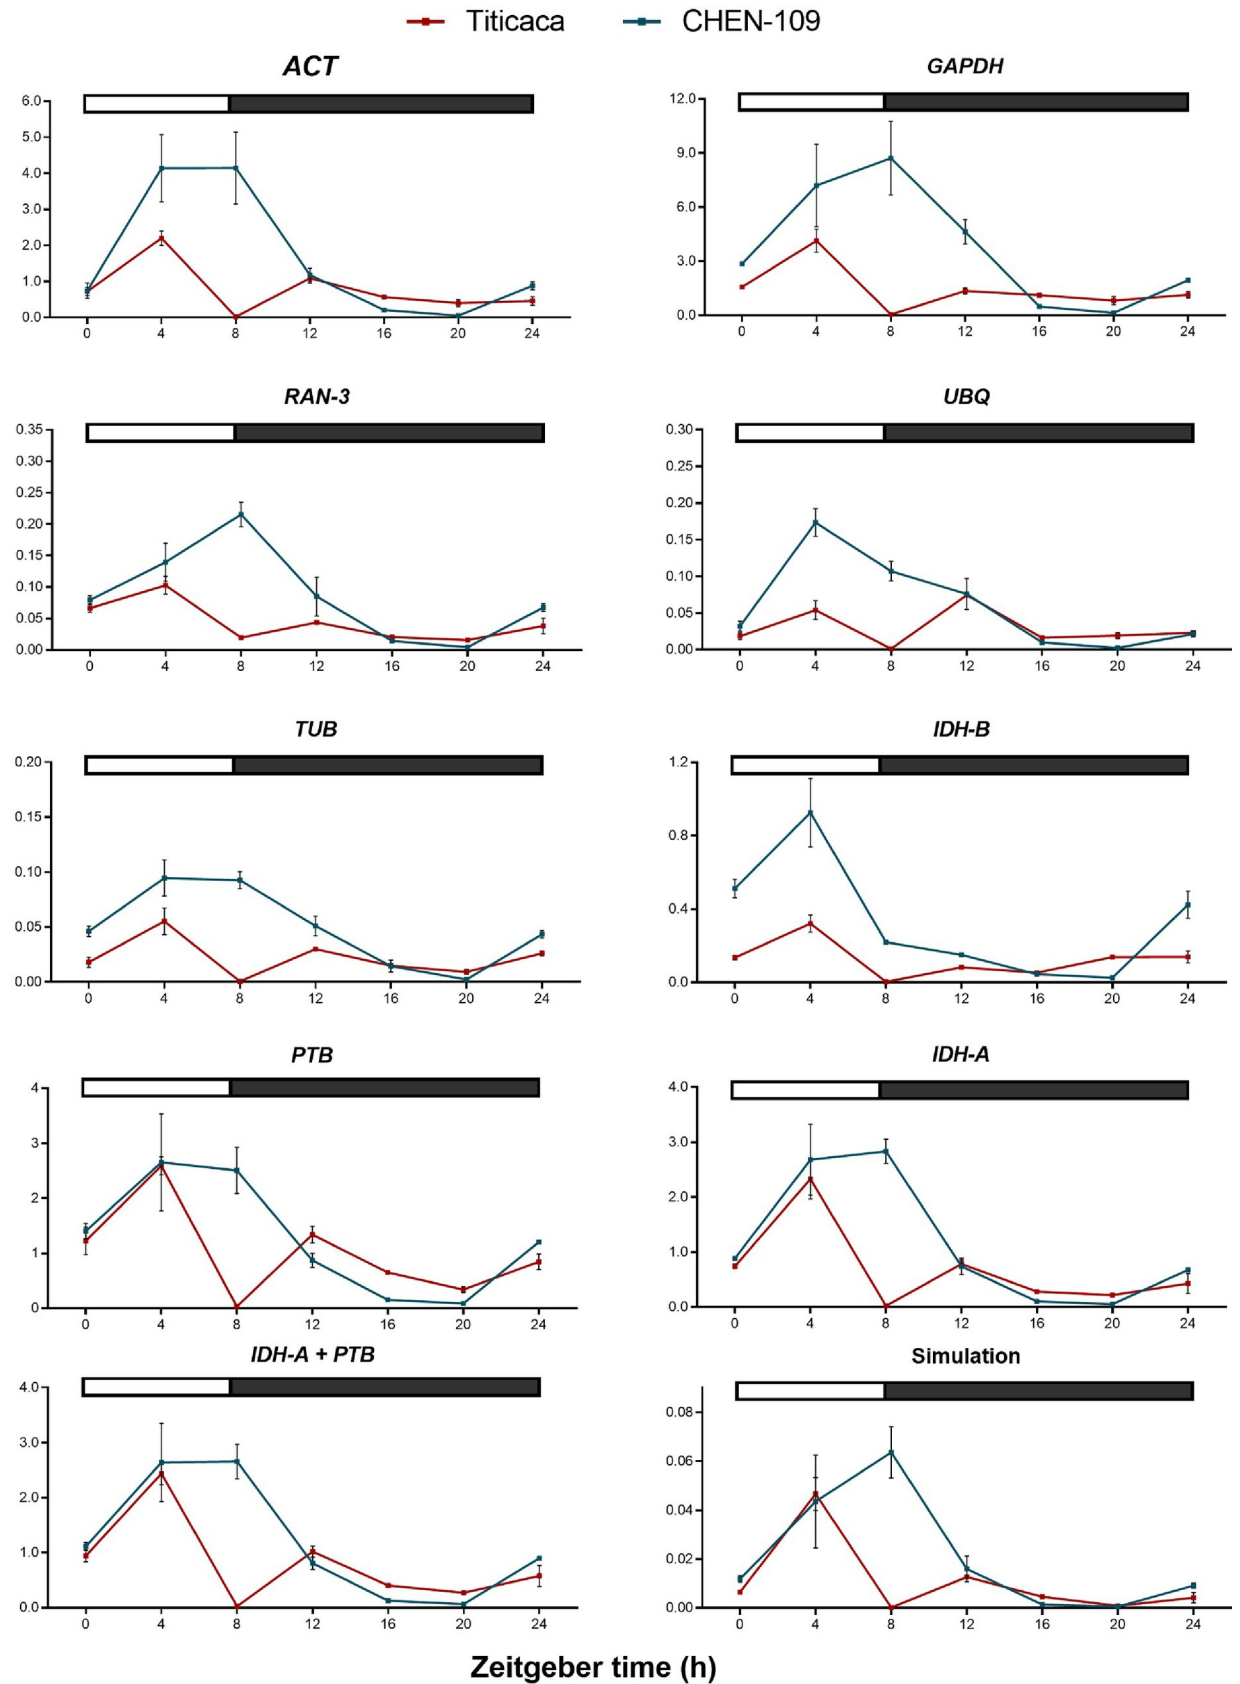 Titicaca CHEN-109
ACT
6.0
5.0
4.0
3.0
2.0
1.0
0.0
0 4 8 12 16 20 24
GAPDH
12.0
9.0
6.0
3.0
0.0
0 4 8 12 16 20 24
RAN-3
0.35
0.30
0.25
0.20
0.15
0.10
0.05
0.00
0 4 8 12 16 20 24
UBQ
0.30
0.25
0.20
0.15
0.10
0.05
0.00
0 4 8 12 16 20 24
TUB
0.20
0.15
0.10
0.05
0.00
0 4 8 12 16 20 24
IDH-B
1.2
0.8
0.4
0.0
0 4 8 12 16 20 24
PTB
4
3
2
1
0
0 4 8 12 16 20 24
IDH-A
4.0
3.0
2.0
1.0
0.0
0 4 8 12 16 20 24
IDH-A + PTB
4.0
3.0
2.0
1.0
0.0
0 4 8 12 16 20 24
Simulation
0.08
0.06
0.04
0.02
0.00
0 4 8 12 16 20 24
Zeitgeber time (h)